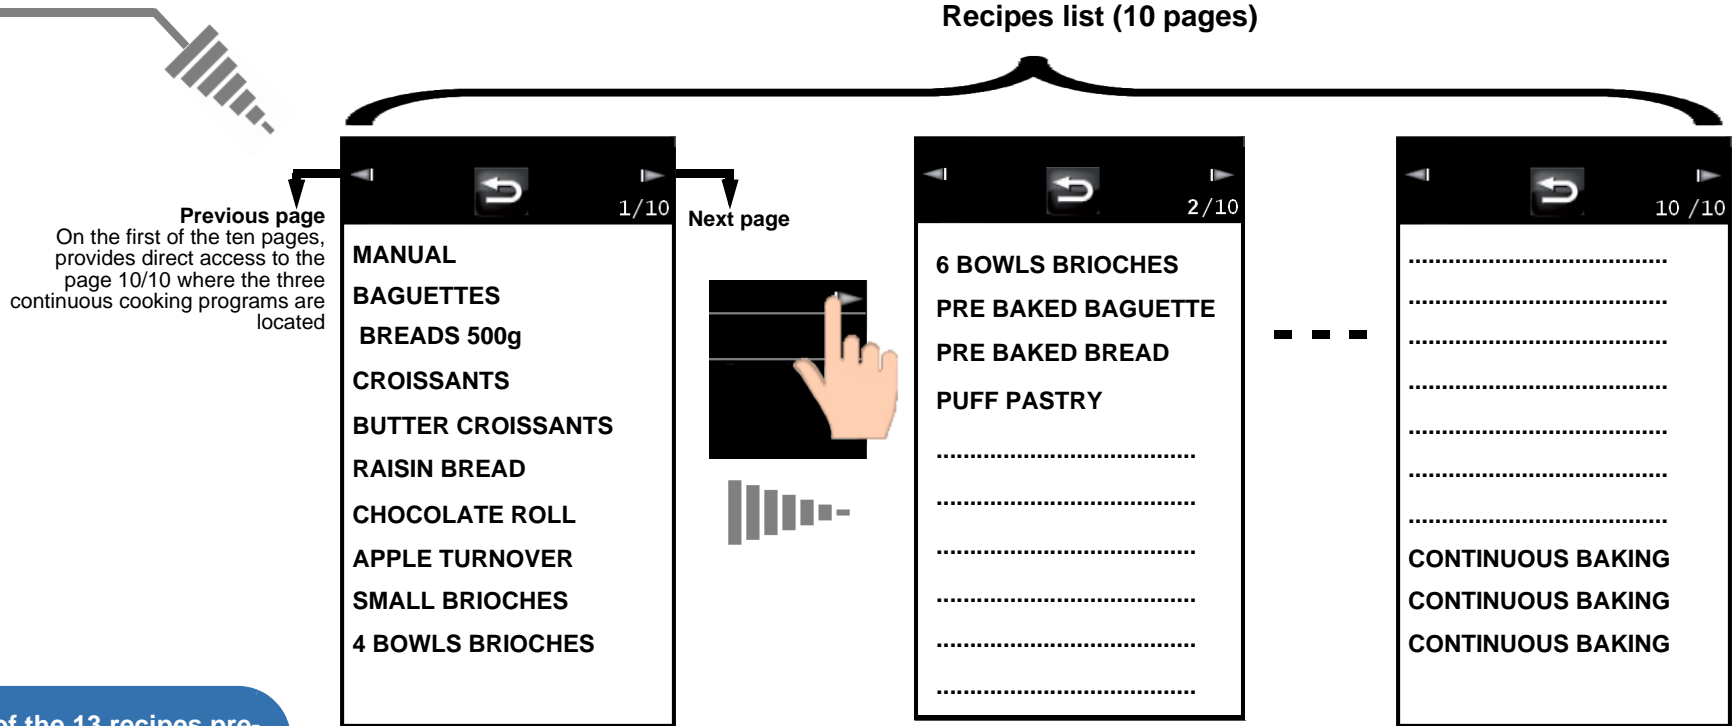 Recipes list (10 pages)
Previous page
On the first of the ten pages,
provides direct access to the
page 10/10 where the three
continuous cooking programs are
located
1/10
MANUAL
BAGUETTES
BREADS 500g
CROISSANTS
BUTTER CROISSANTS
RAISIN BREAD
CHOCOLATE ROLL
APPLE TURNOVER
SMALL BRIOCHES
4 BOWLS BRIOCHES
Next page
2/10
6 BOWLS BRIOCHES
PRE BAKED BAGUETTE
PRE BAKED BREAD
PUFF PASTRY
.......................................
.......................................
.......................................
.......................................
.......................................
.......................................
10 /10
.......................................
.......................................
.......................................
.......................................
.......................................
.......................................
.......................................
CONTINUOUS BAKING
CONTINUOUS BAKING
CONTINUOUS BAKING
of the 13 recipes pre-